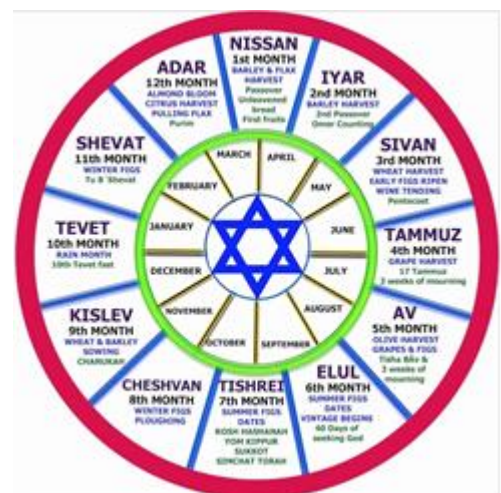 NISSAN
1st MONTH
BARLEY & FLAX
HARVEST
Passover
Unleavened
bread
First fruits
IYAR
2nd MONTH
BARLEY HARVEST
2nd Passover
Omer Counting
SIVAN
3rd MONTH
WHEAT HARVEST
EARLY FIGS RIPEN
WINE TENDING
Pentecost
TAMMUZ
4th MONTH
GRAPE HARVEST
17 Tammuz
3 weeks of mourning
AV
5th MONTH
OLIVE HARVEST
GRAPES & FIGS
Tisha BAv &
3 weeks of
mourning
ELUL
6th MONTH
SUMMER FIGS
DATES
VINTAGE BEGINS
40 Days of
seeking God
TISHREI
7th MONTH
SUMMER FIGS
DATES
ROSH HASHANAH
YOM KIPPUR
SUKKOT
SIMCHAT TORAH
CHESHVAN
8th MONTH
WINTER FIGS
PLOUGHING
KISLEV
9th MONTH
WHEAT & BARLEY
SOWING
CHANUKAH
TEVET
10th MONTH
RAIN MONTH
10th Tevet fast
SHEVAT
11th MONTH
WINTER FIGS
Tu B'Shevat
ADAR
12th MONTH
ALMOND BLOOM
CITRUS HARVEST
PULLING FLAX
Purim
MARCH
APRIL
MAY
JUNE
JULY
AUGUST
SEPTEMBER
OCTOBER
NOVEMBER
DECEMBER
JANUARY
FEBRUARY